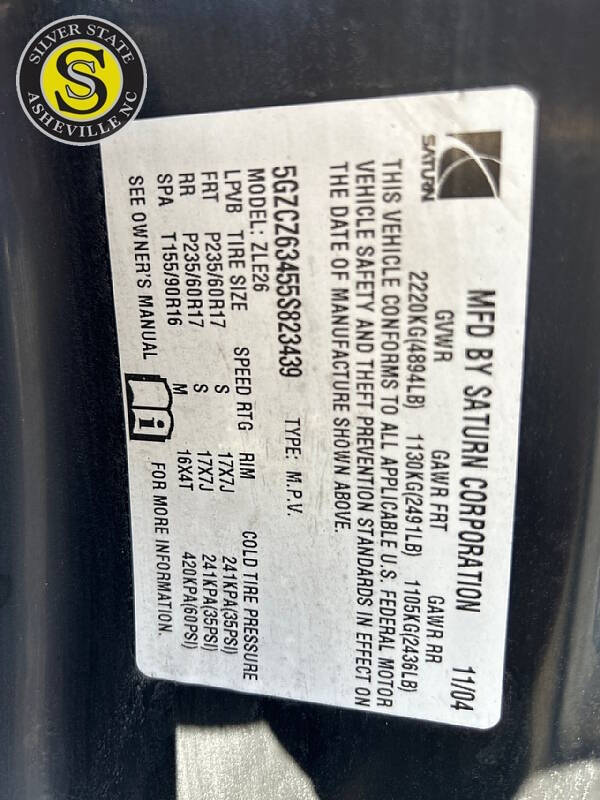 SILVER STATE
S
ASHEVILLE NC
SATURN
MFD BY SATURN CORPORATION 11/04
GVWR GAWR FRT GAWR RR
2220KG(4894LB) 1130KG(2491LB) 1105KG(2436LB)
THIS VEHICLE CONFORMS TO ALL APPLICABLE U.S. FEDERAL MOTOR
VEHICLE SAFETY AND THEFT PREVENTION STANDARDS IN EFFECT ON
THE DATE OF MANUFACTURE SHOWN ABOVE.
5GZCZ63455S823439 TYPE: M.P.V.
MODEL: ZLE26
LPVB TIRE SIZE SPEED RTG RIM COLD TIRE PRESSURE
FRT P235/60R17 S 17X7J 241KPA(35PSI)
RR P235/60R17 S 17X7J 241KPA(35PSI)
SPA T155/90R16 M 16X4T 420KPA(60PSI)
SEE OWNER'S MANUAL i FOR MORE INFORMATION.